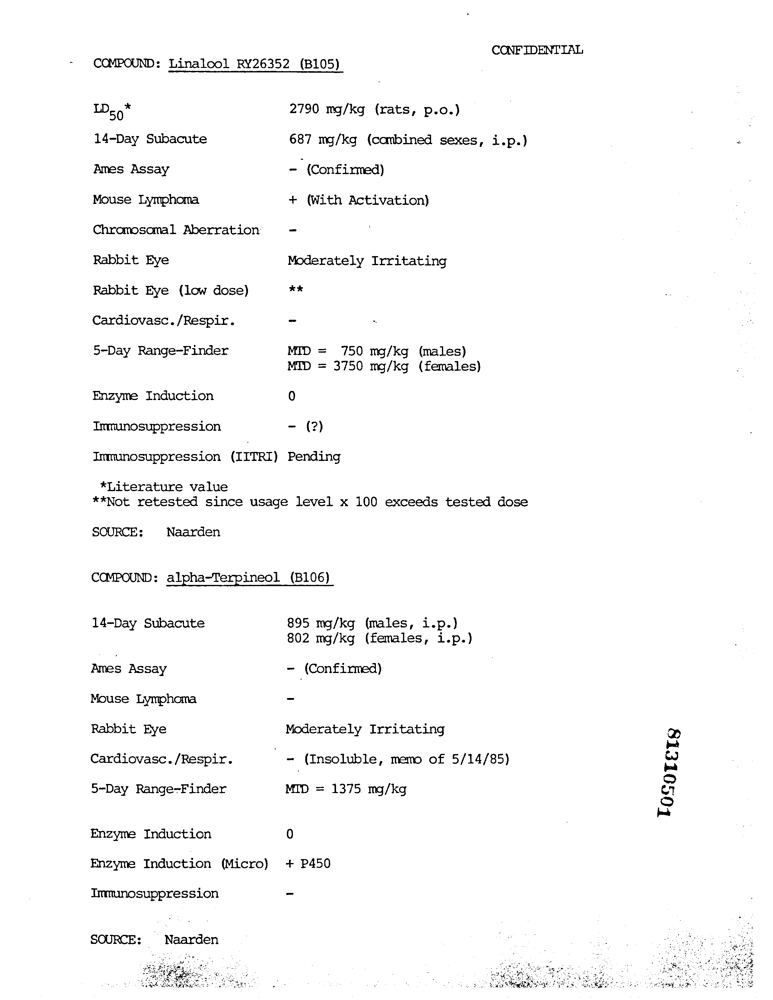 CONFIDENTIAL
COMPOUND: Linalool RY26352 (B105)
LD50* 2790 mg/kg (rats, p.o.)
14-Day Subacute 687 mg/kg (combined sexes, i.p.)
Ames Assay - (Confirmed)
Mouse Lymphoma + (With Activation)
Chromosomal Aberration -
Rabbit Eye Moderately Irritating
Rabbit Eye (low dose) **
Cardiovasc./Respir. -
5-Day Range-Finder MTD = 750 mg/kg (males)
MTD = 3750 mg/kg (females)
Enzyme Induction 0
Immunosuppression - (?)
Immunosuppression (IITRI) Pending
*Literature value
**Not retested since usage level x 100 exceeds tested dose
SOURCE: Naarden
COMPOUND: alpha-Terpineol (B106)
14-Day Subacute 895 mg/kg (males, i.p.)
802 mg/kg (females, i.p.)
Ames Assay - (Confirmed)
Mouse Lymphoma -
Rabbit Eye Moderately Irritating
Cardiovasc./Respir. - (Insoluble, memo of 5/14/85)
5-Day Range-Finder MTD = 1375 mg/kg
Enzyme Induction 0
Enzyme Induction (Micro) + P450
Immunosuppression -
SOURCE: Naarden
81310501